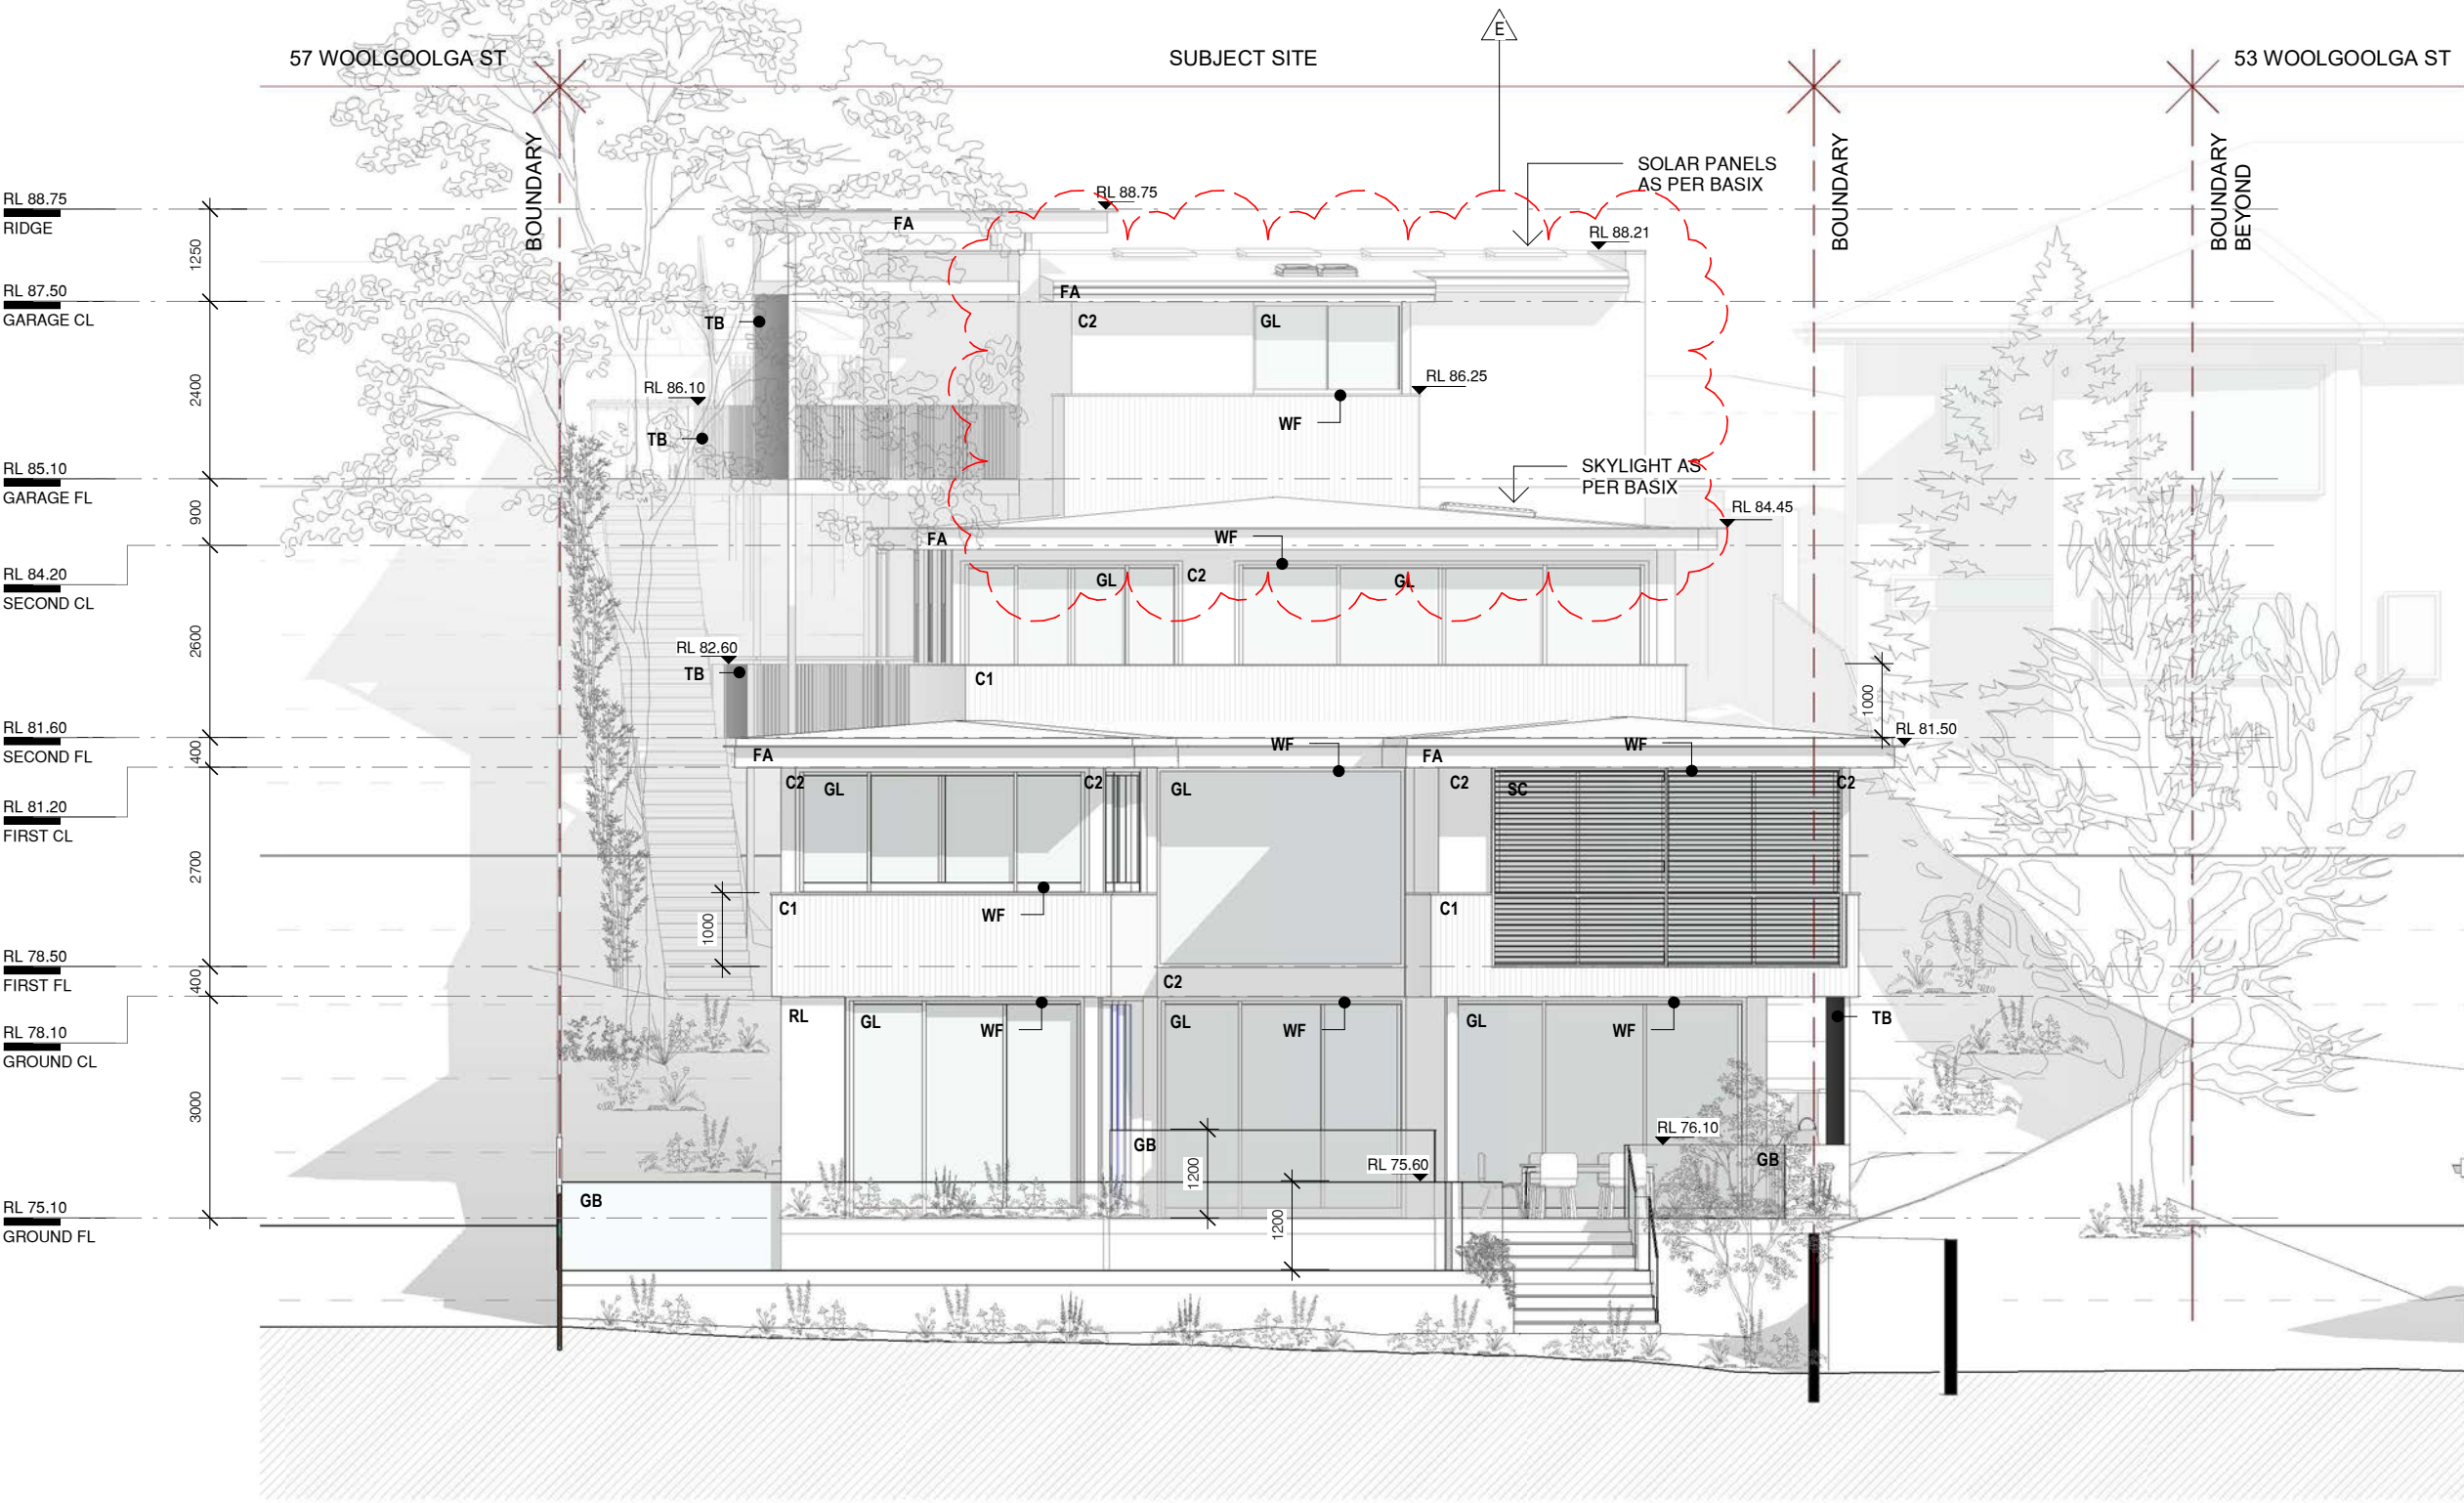 57 WOOLGOOLGA ST
SUBJECT SITE
E
53 WOOLGOOLGA ST
BOUNDARY
BOUNDARY
BOUNDARY
BEYOND
SOLAR PANELS
AS PER BASIX
RL 88.75
RIDGE
RL 88.75
FA
RL 88.21
1250
RL 87.50
GARAGE CL
FA
TB
C2
GL
2400
RL 86.10
RL 86.25
WF
TB
RL 85.10
GARAGE FL
SKYLIGHT AS
PER BASIX
900
RL 84.45
FA
WF
RL 84.20
SECOND CL
GL
C2
GL
2600
RL 82.60
TB
C1
1000
RL 81.60
SECOND FL
RL 81.50
400
FA
WF
FA
WF
RL 81.20
FIRST CL
C2
GL
C2
GL
C2
SC
C2
2700
C1
WF
C1
1000
RL 78.50
FIRST FL
400
C2
RL 78.10
GROUND CL
RL
GL
WF
GL
WF
GL
WF
TB
3000
GB
1200
RL 76.10
RL 75.60
GB
GB
1200
RL 75.10
GROUND FL